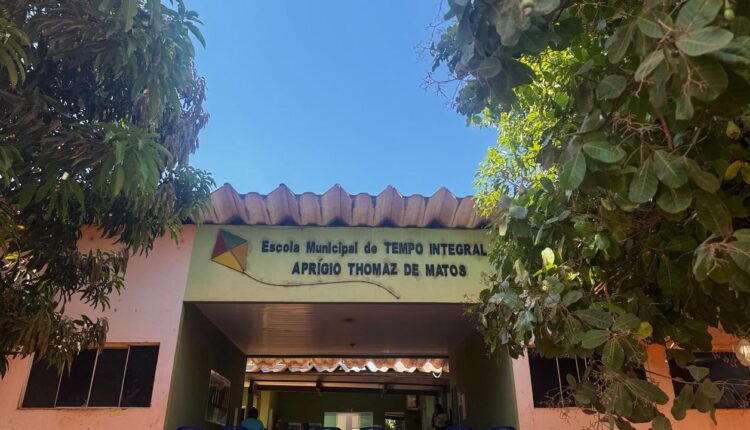 Escola Municipal de TEMPO INTEGRAL
APRÍGIO THOMAZ DE MATOS